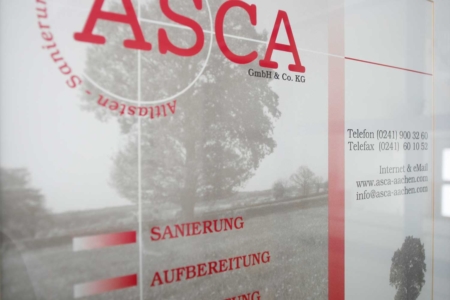 ASCA
GmbH & Co. KG
Altlasten - Sanierung
Telefon (0241) 900 32 60
Telefax (0241) 60 10 52
Internet & eMail
www.asca-aachen.com
info@asca-aachen.com
SANIERUNG
AUFBEREITUNG